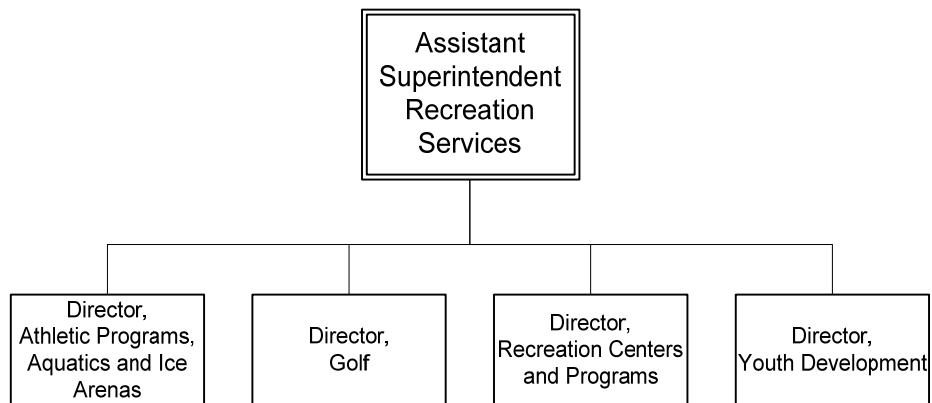 Assistant
Superintendent
Recreation
Services
Director,
Athletic Programs,
Aquatics and Ice
Arenas
Director,
Golf
Director,
Recreation Centers
and Programs
Director,
Youth Development